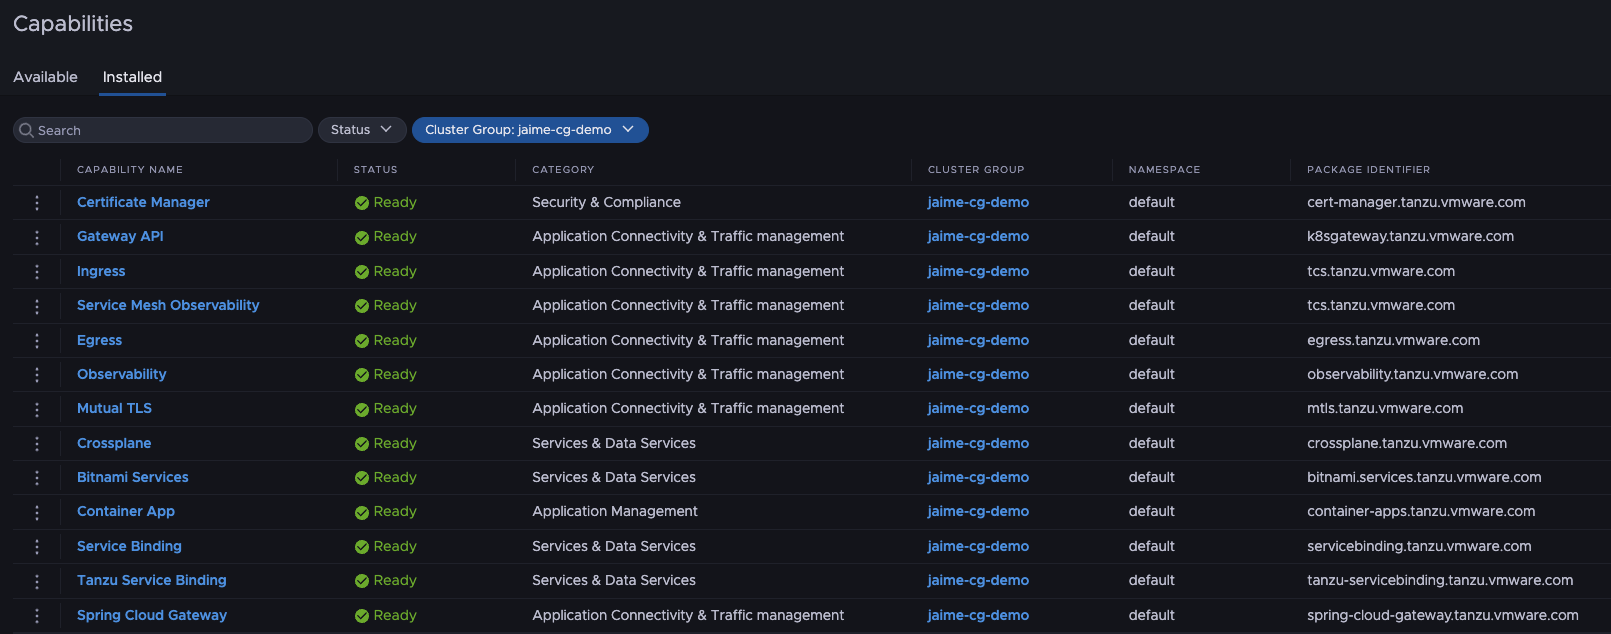 Capabilities
Available Installed
Search Status Cluster Group: jaime-cg-demo
CAPABILITY NAME STATUS CATEGORY CLUSTER GROUP NAMESPACE PACKAGE IDENTIFIER
Certificate Manager Ready Security & Compliance jaime-cg-demo default cert-manager.tanzu.vmware.com
Gateway API Ready Application Connectivity & Traffic management jaime-cg-demo default k8sgateway.tanzu.vmware.com
Ingress Ready Application Connectivity & Traffic management jaime-cg-demo default tcs.tanzu.vmware.com
Service Mesh Observability Ready Application Connectivity & Traffic management jaime-cg-demo default tcs.tanzu.vmware.com
Egress Ready Application Connectivity & Traffic management jaime-cg-demo default egress.tanzu.vmware.com
Observability Ready Application Connectivity & Traffic management jaime-cg-demo default observability.tanzu.vmware.com
Mutual TLS Ready Application Connectivity & Traffic management jaime-cg-demo default mtls.tanzu.vmware.com
Crossplane Ready Services & Data Services jaime-cg-demo default crossplane.tanzu.vmware.com
Bitnami Services Ready Services & Data Services jaime-cg-demo default bitnami.services.tanzu.vmware.com
Container App Ready Application Management jaime-cg-demo default container-apps.tanzu.vmware.com
Service Binding Ready Services & Data Services jaime-cg-demo default servicebinding.tanzu.vmware.com
Tanzu Service Binding Ready Services & Data Services jaime-cg-demo default tanzu-servicebinding.tanzu.vmware.com
Spring Cloud Gateway Ready Application Connectivity & Traffic management jaime-cg-demo default spring-cloud-gateway.tanzu.vmware.com